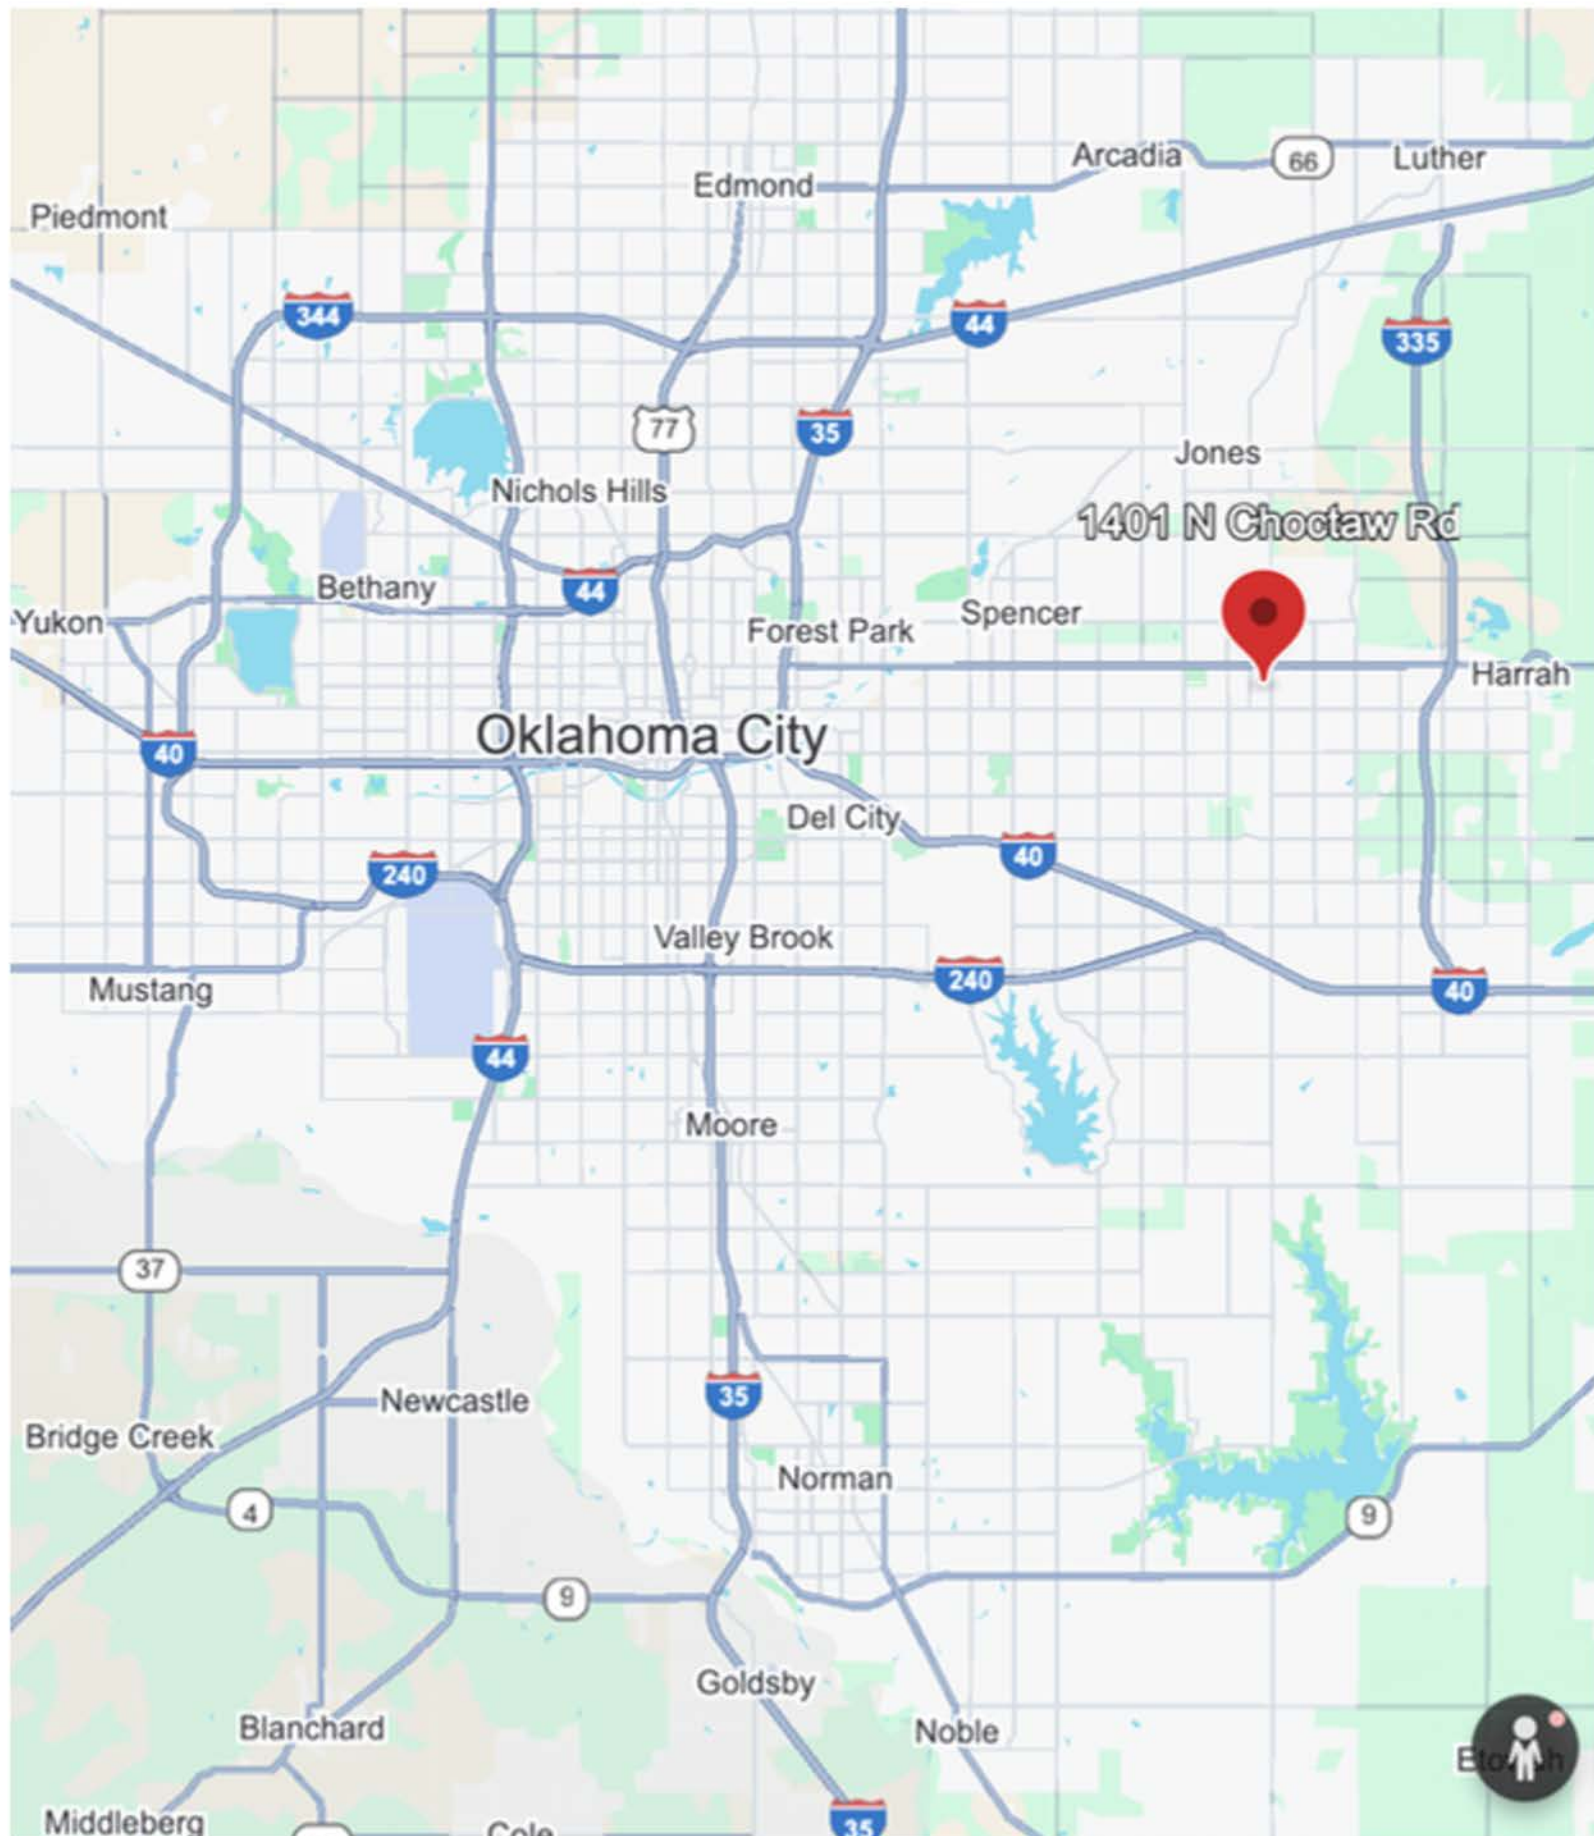 Arcadia
66
Luther
Edmond
Piedmont
344
44
335
77
35
Jones
Nichols Hills
1401 N Choctaw Rd
44
Bethany
Spencer
Yukon
Forest Park
Harrah
Oklahoma City
40
Del City
40
240
Valley Brook
240
Mustang
40
44
Moore
37
35
Newcastle
Bridge Creek
Norman
4
9
9
Goldsby
Blanchard
Noble
Middleberg
Cole
35